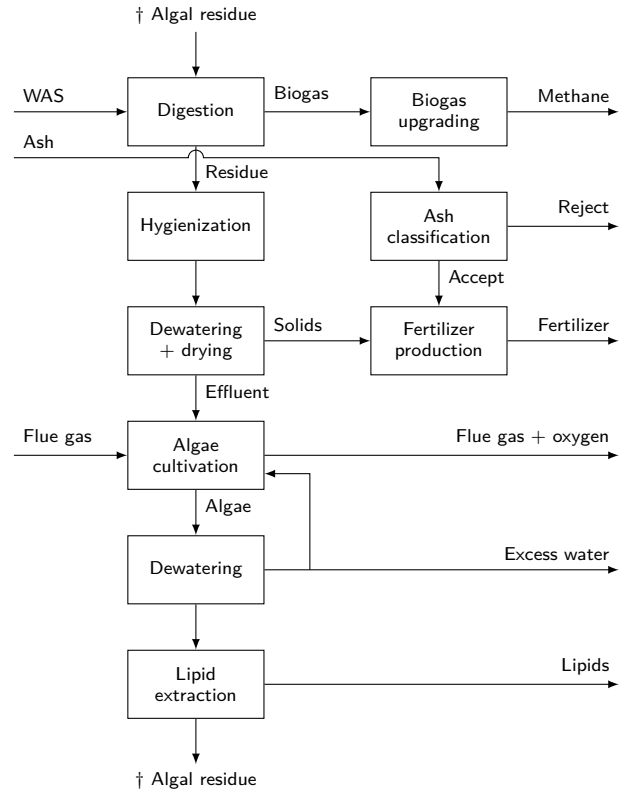 † Algal residue
WAS
Digestion
Biogas
Biogas
upgrading
Methane
Ash
Residue
Hygienization
Ash
classification
Reject
Accept
Dewatering
+ drying
Solids
Fertilizer
production
Fertilizer
Effluent
Flue gas
Algae
cultivation
Flue gas + oxygen
Algae
Dewatering
Excess water
Lipid
extraction
Lipids
† Algal residue